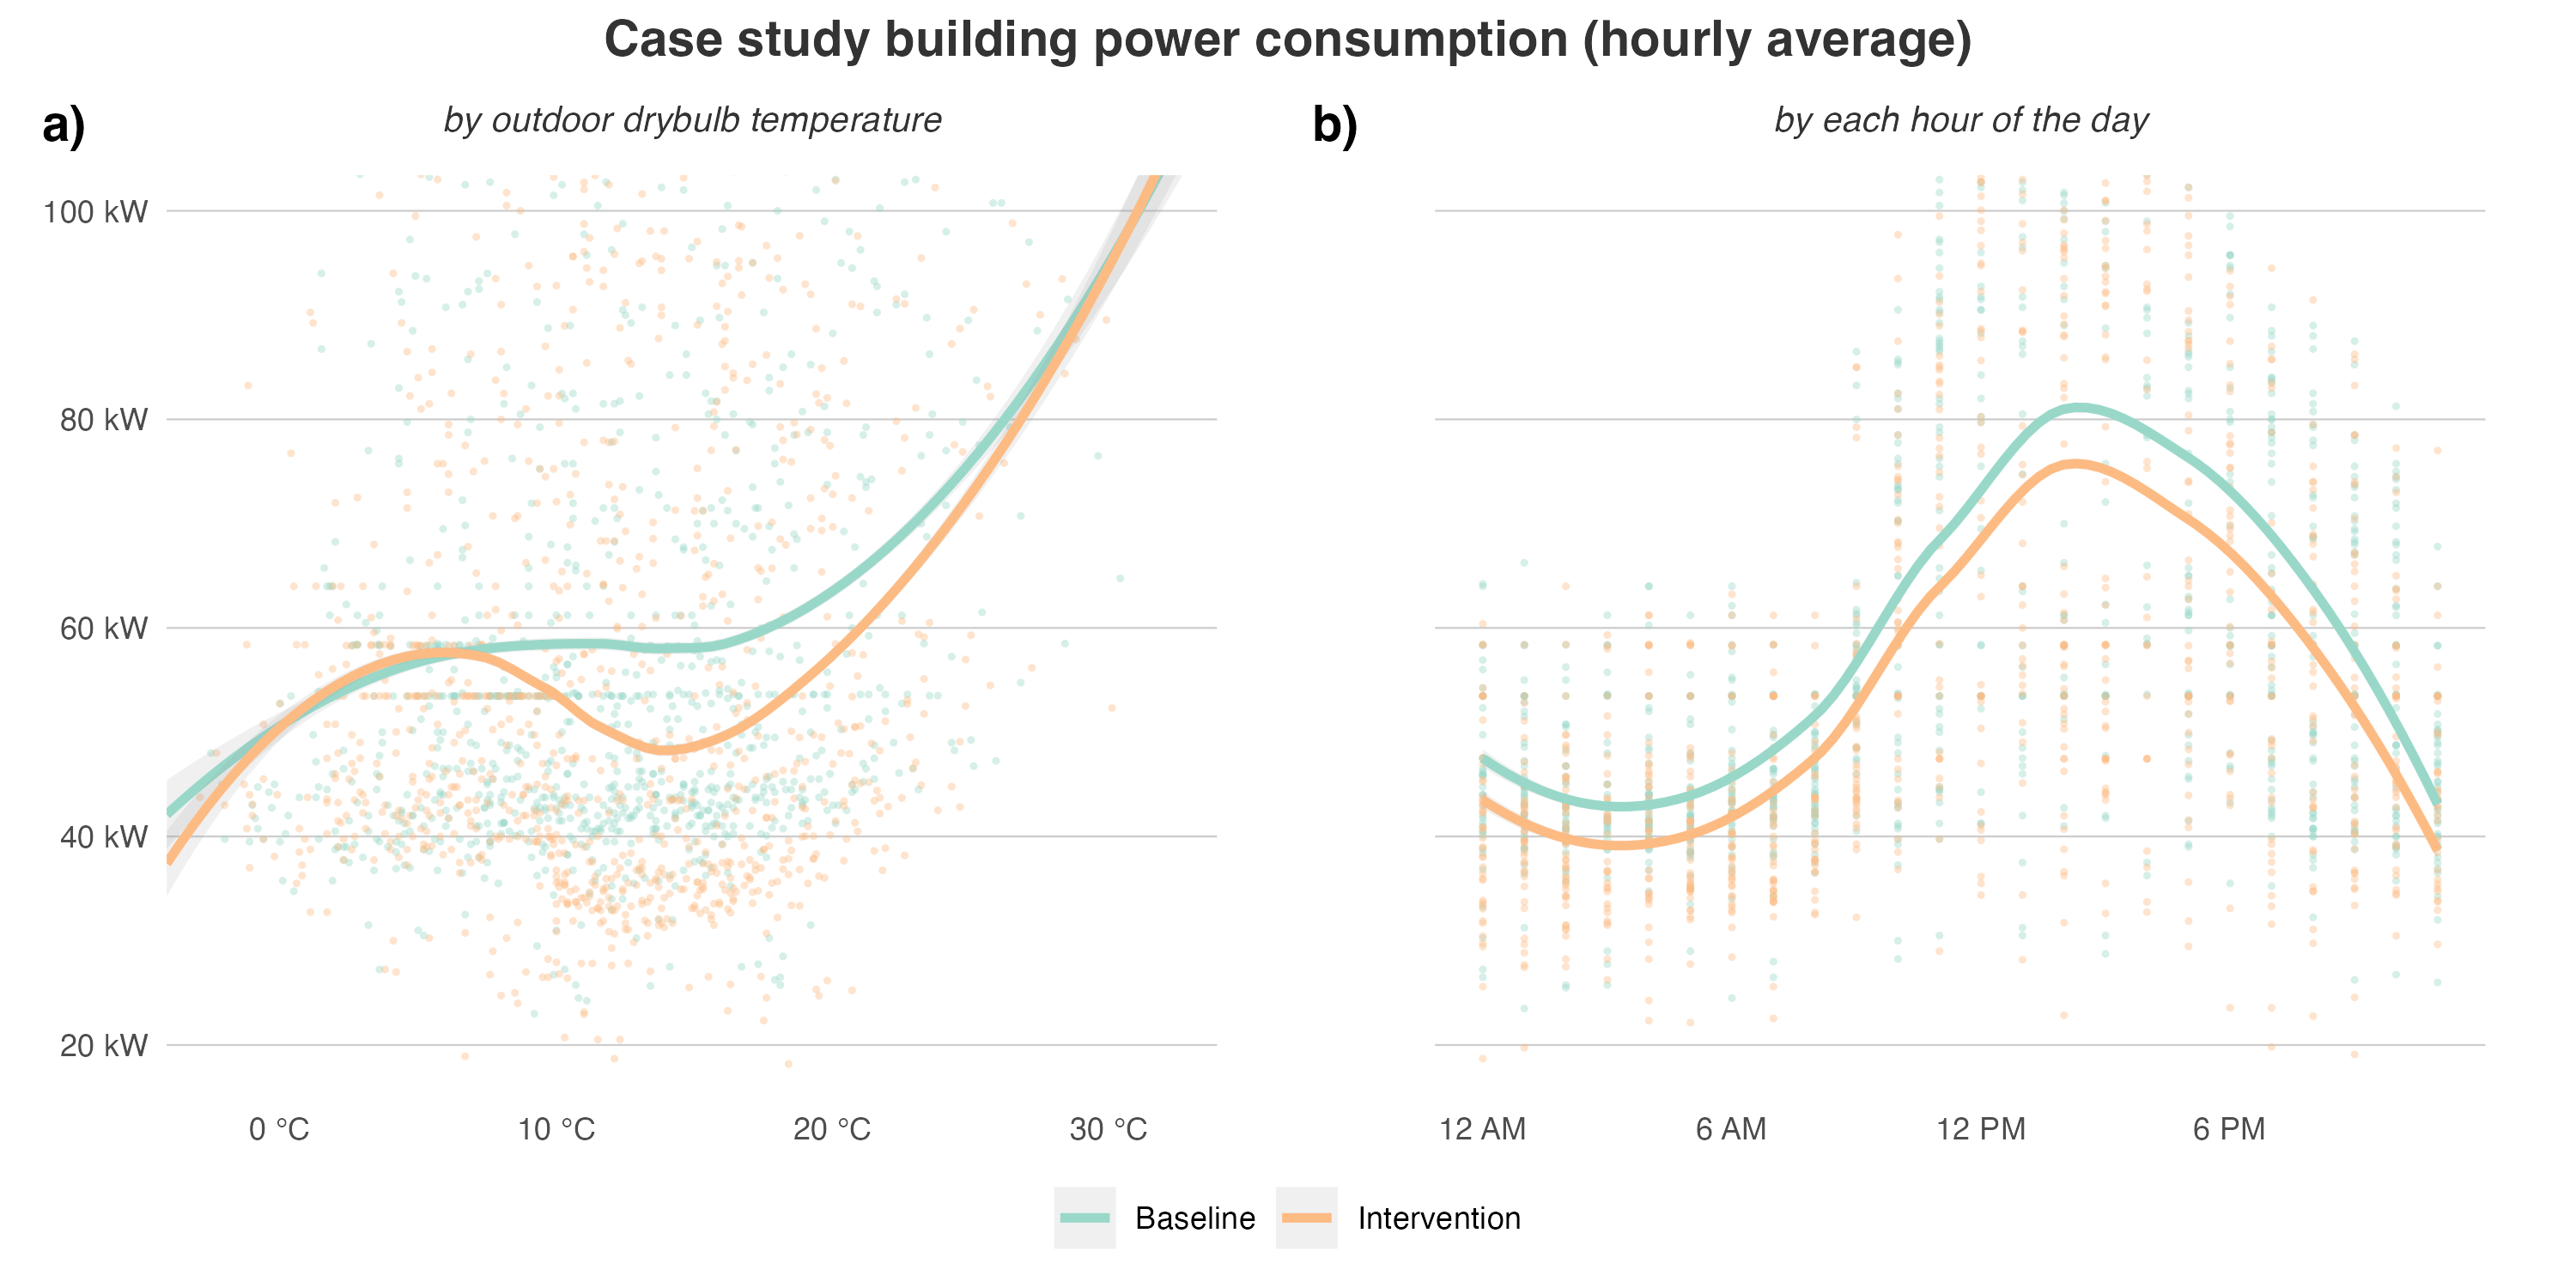 Case study building power consumption (hourly average)
a)
by outdoor drybulb temperature
b)
by each hour of the day
100 kW
80 kW
60 kW
40 kW
20 kW
0 °C
10 °C
20 °C
30 °C
12 AM
6 AM
12 PM
6 PM
Baseline
Intervention